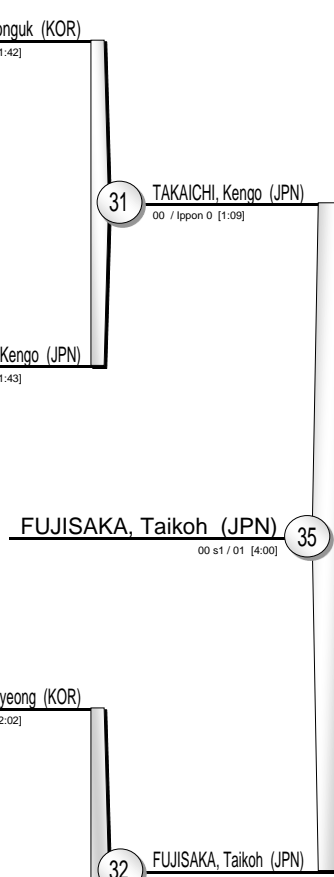 onguk (KOR)
1:42]
31
TAKAICHI, Kengo (JPN)
00 / Ippon 0 [1:09]
Kengo (JPN)
1:43]
FUJISAKA, Taikoh (JPN)
35
00 s1 / 01 [4:00]
yeong (KOR)
2:02]
32
FUJISAKA, Taikoh (JPN)